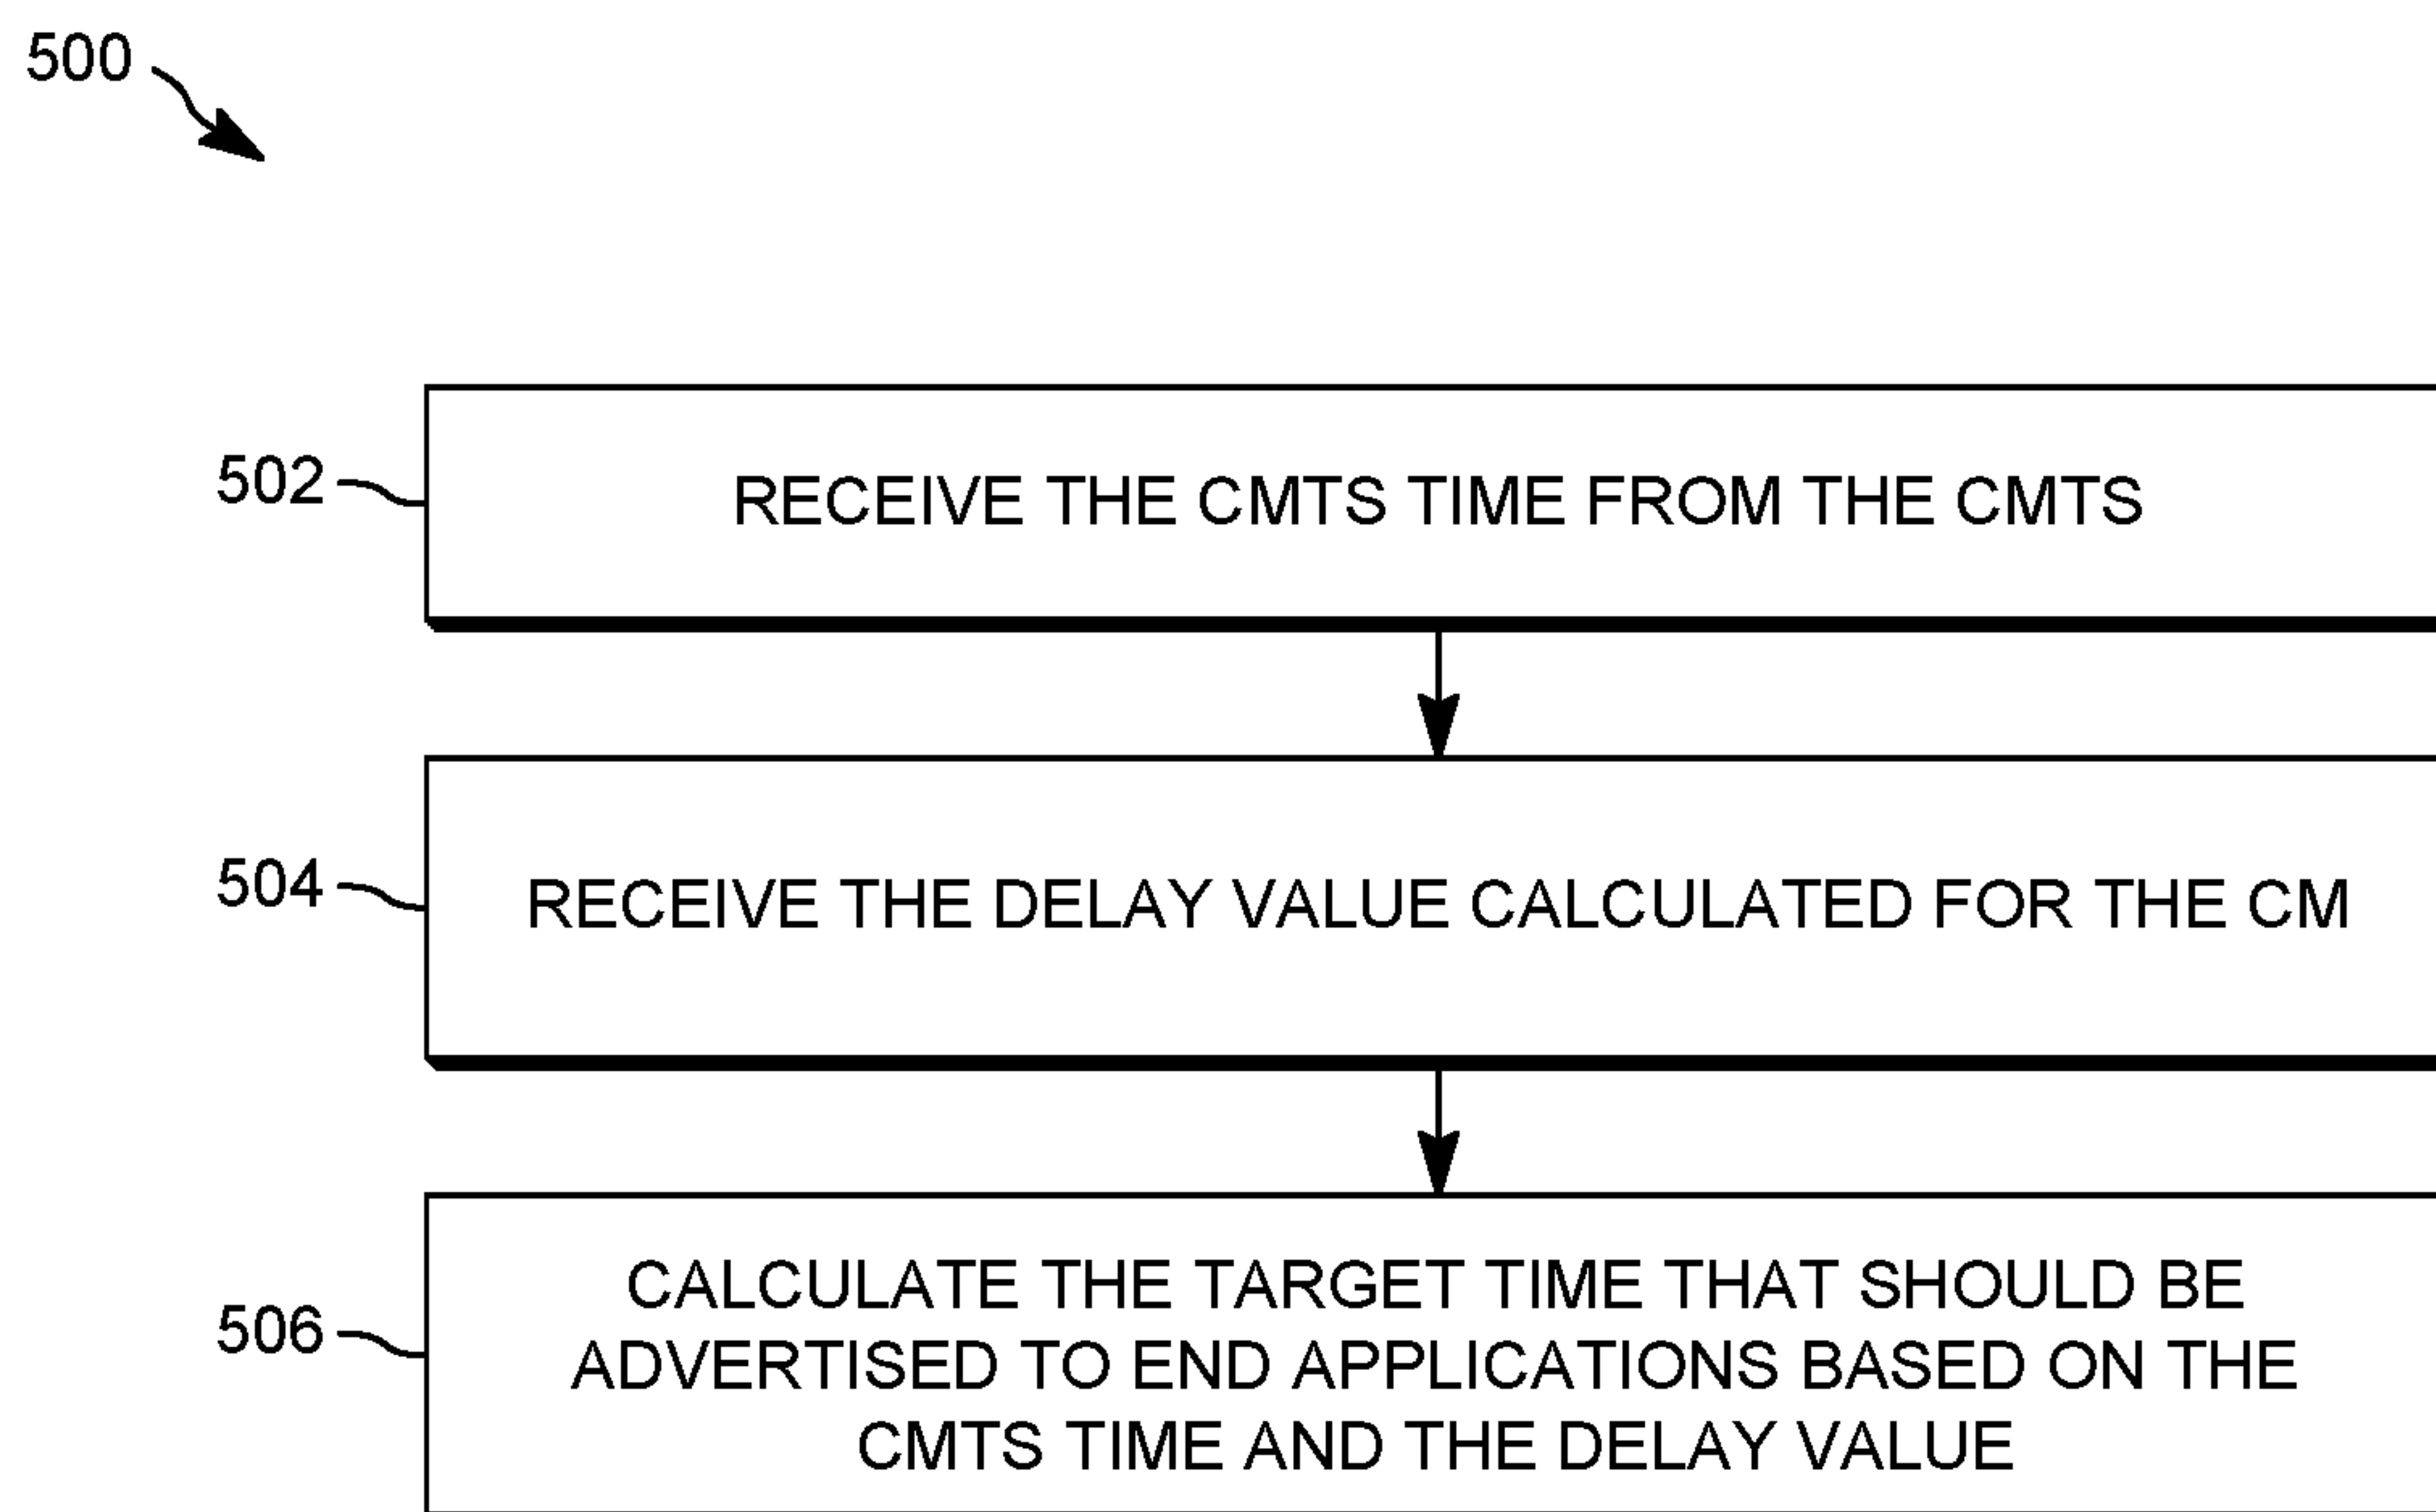 500
502
RECEIVE THE CMTS TIME FROM THE CMTS
504
RECEIVE THE DELAY VALUE CALCULATED FOR THE CM
506
CALCULATE THE TARGET TIME THAT SHOULD BE
ADVERTISED TO END APPLICATIONS BASED ON THE
CMTS TIME AND THE DELAY VALUE